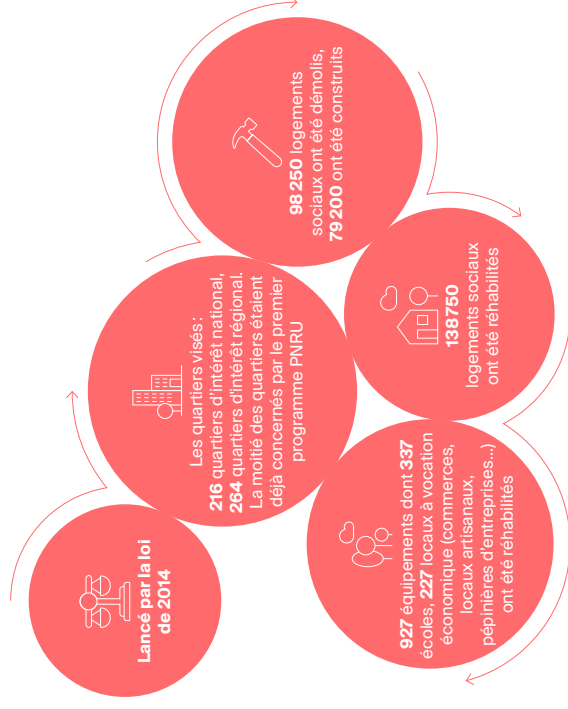 Lancé par la loi
de 2014
Les quartiers visés :
216 quartiers d'intérêt national,
264 quartiers d'intérêt régional.
La moitié des quartiers étaient
déjà concernés par le premier
programme PNRU
98 250 logements
sociaux ont été démolis,
79 200 ont été construits
138 750
logements sociaux
ont été réhabilités
927 équipements dont 337
écoles, 227 locaux à vocation
économique (commerces,
locaux artisanaux,
pépinières d'entreprises...)
ont été réhabilités